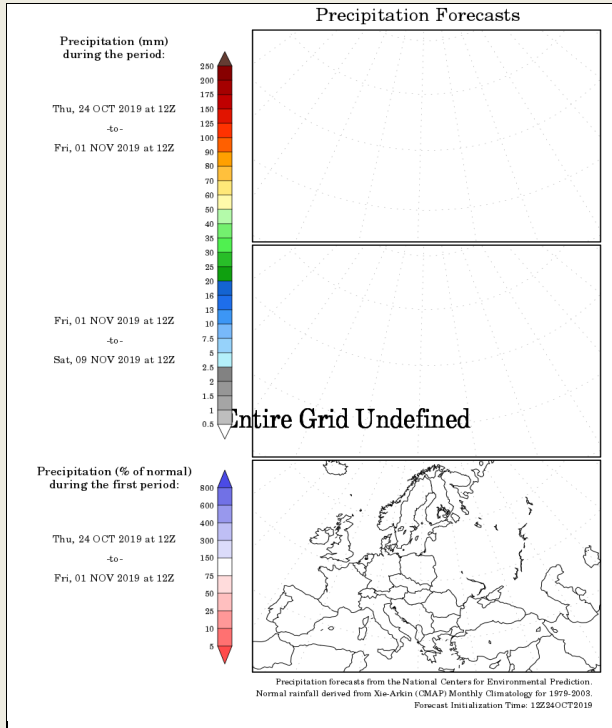 Precipitation Forecasts
Precipitation (mm)
during the period:
Thu, 24 OCT 2019 at 12Z
-to-
Fri, 01 NOV 2019 at 12Z
250
200
175
150
125
100
90
80
70
60
50
40
35
30
25
20
16
13
10
7.5
5
2.5
2
1.5
1
0.5
Fri, 01 NOV 2019 at 12Z
-to-
Sat, 09 NOV 2019 at 12Z
Entire Grid Undefined
Precipitation (% of normal)
during the first period:
Thu, 24 OCT 2019 at 12Z
-to-
Fri, 01 NOV 2019 at 12Z
800
600
400
300
150
75
50
25
10
5
Precipitation forecasts from the National Centers for Environmental Prediction.
Normal rainfall derived from Xie-Arkin (CMAP) Monthly Climatology for 1979-2003.
Forecast Initialization Time: 12Z24OCT2019